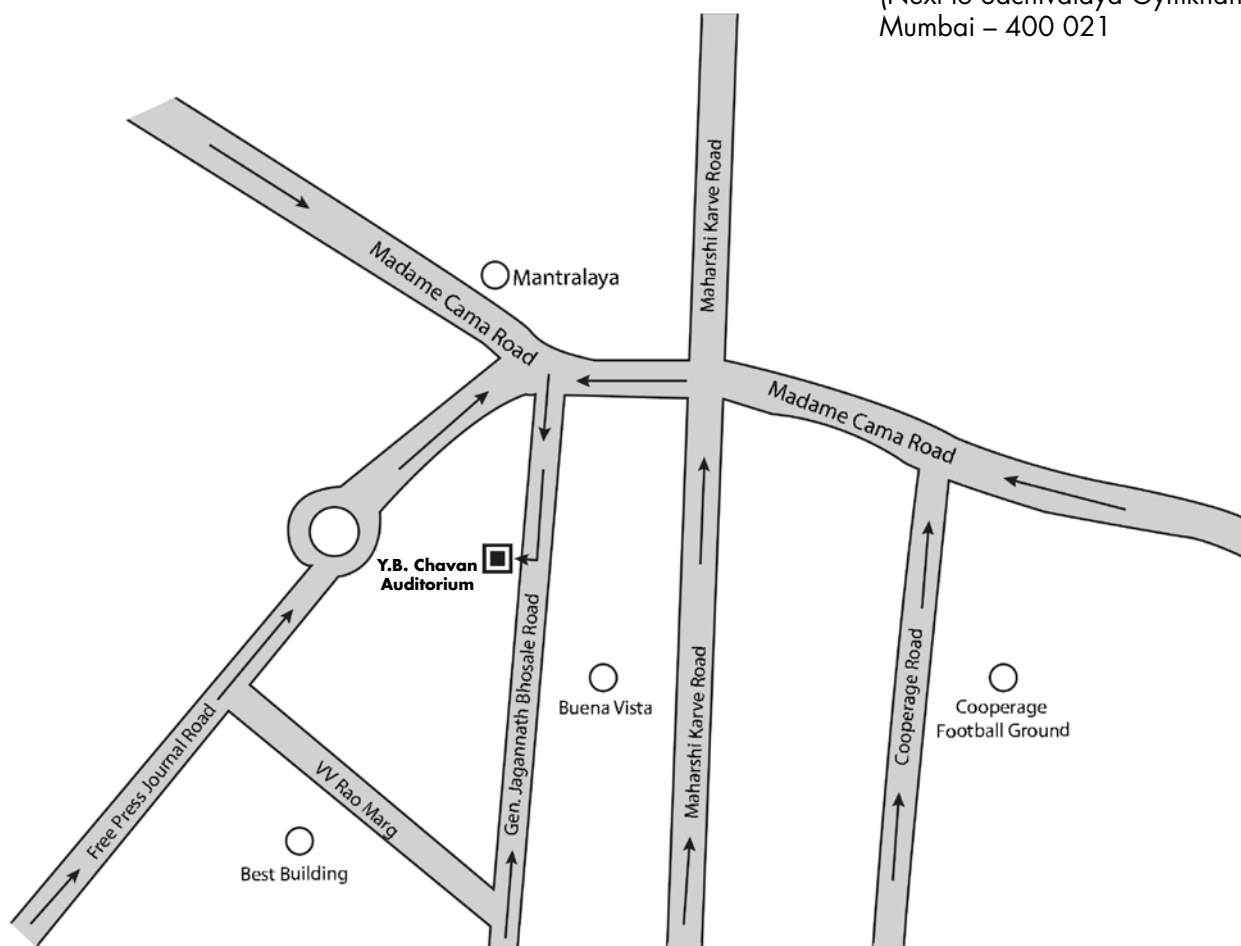 Mumbai – 400 021
Maharshi Karve Road
Madame Cama Road
Mantralaya
Madame Cama Road
Y.B. Chavan
Auditorium
Gen. Jagannath Bhosale Road
Buena Vista
Maharshi Karve Road
Cooperage Road
Cooperage
Football Ground
Free Press Journal Road
VV Rao Marg
Best Building